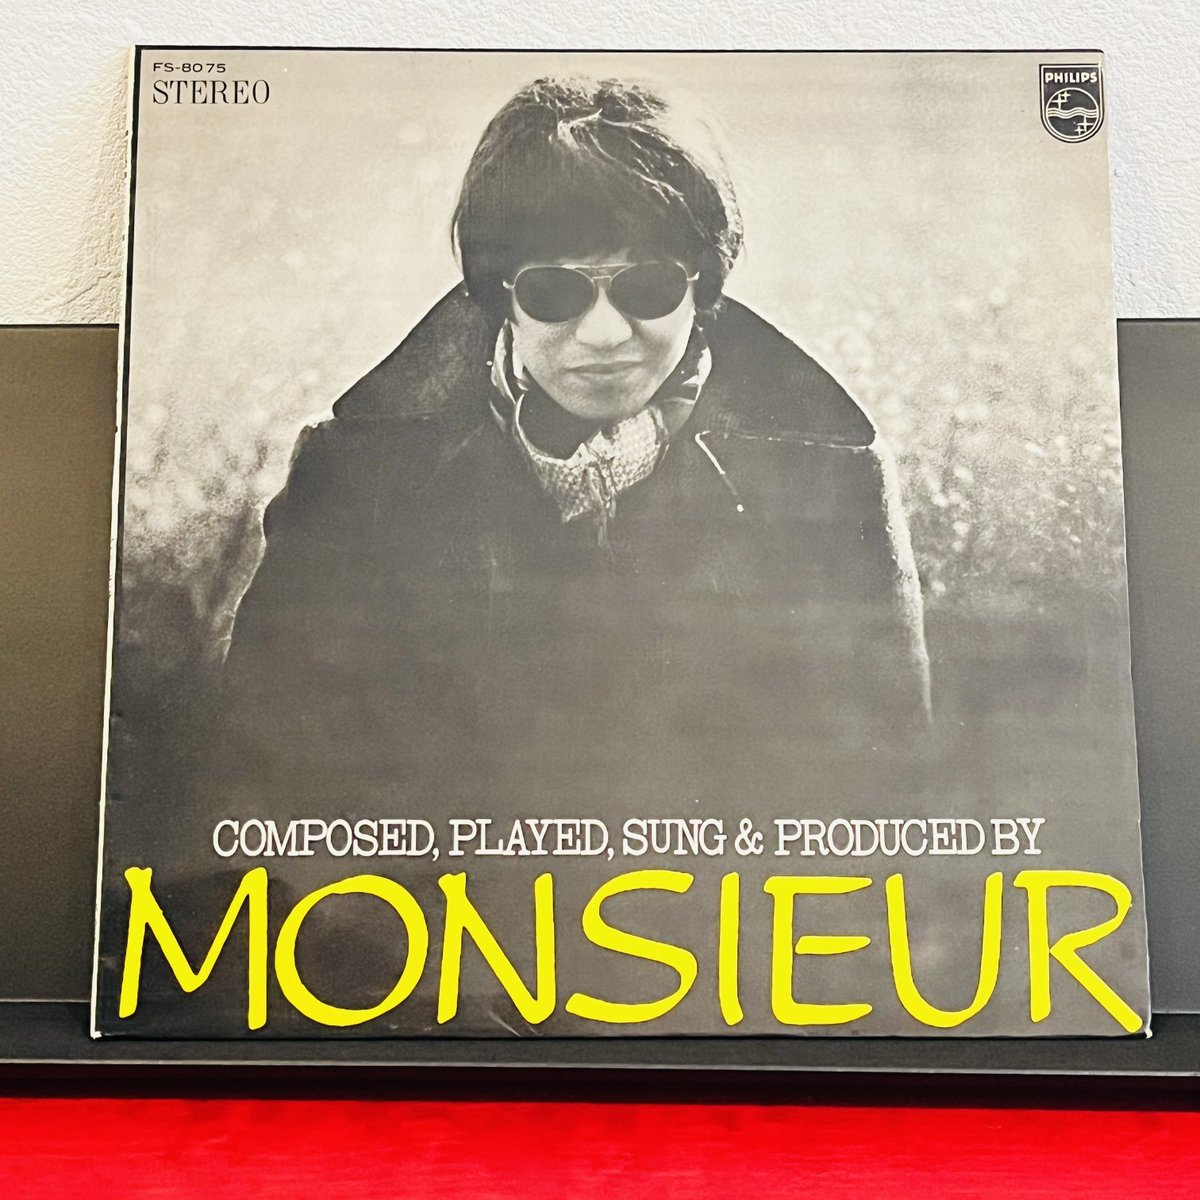 FS-8075
STEREO
PHILIPS
COMPOSED, PLAYED, SUNG & PRODUCED BY
MONSIEUR